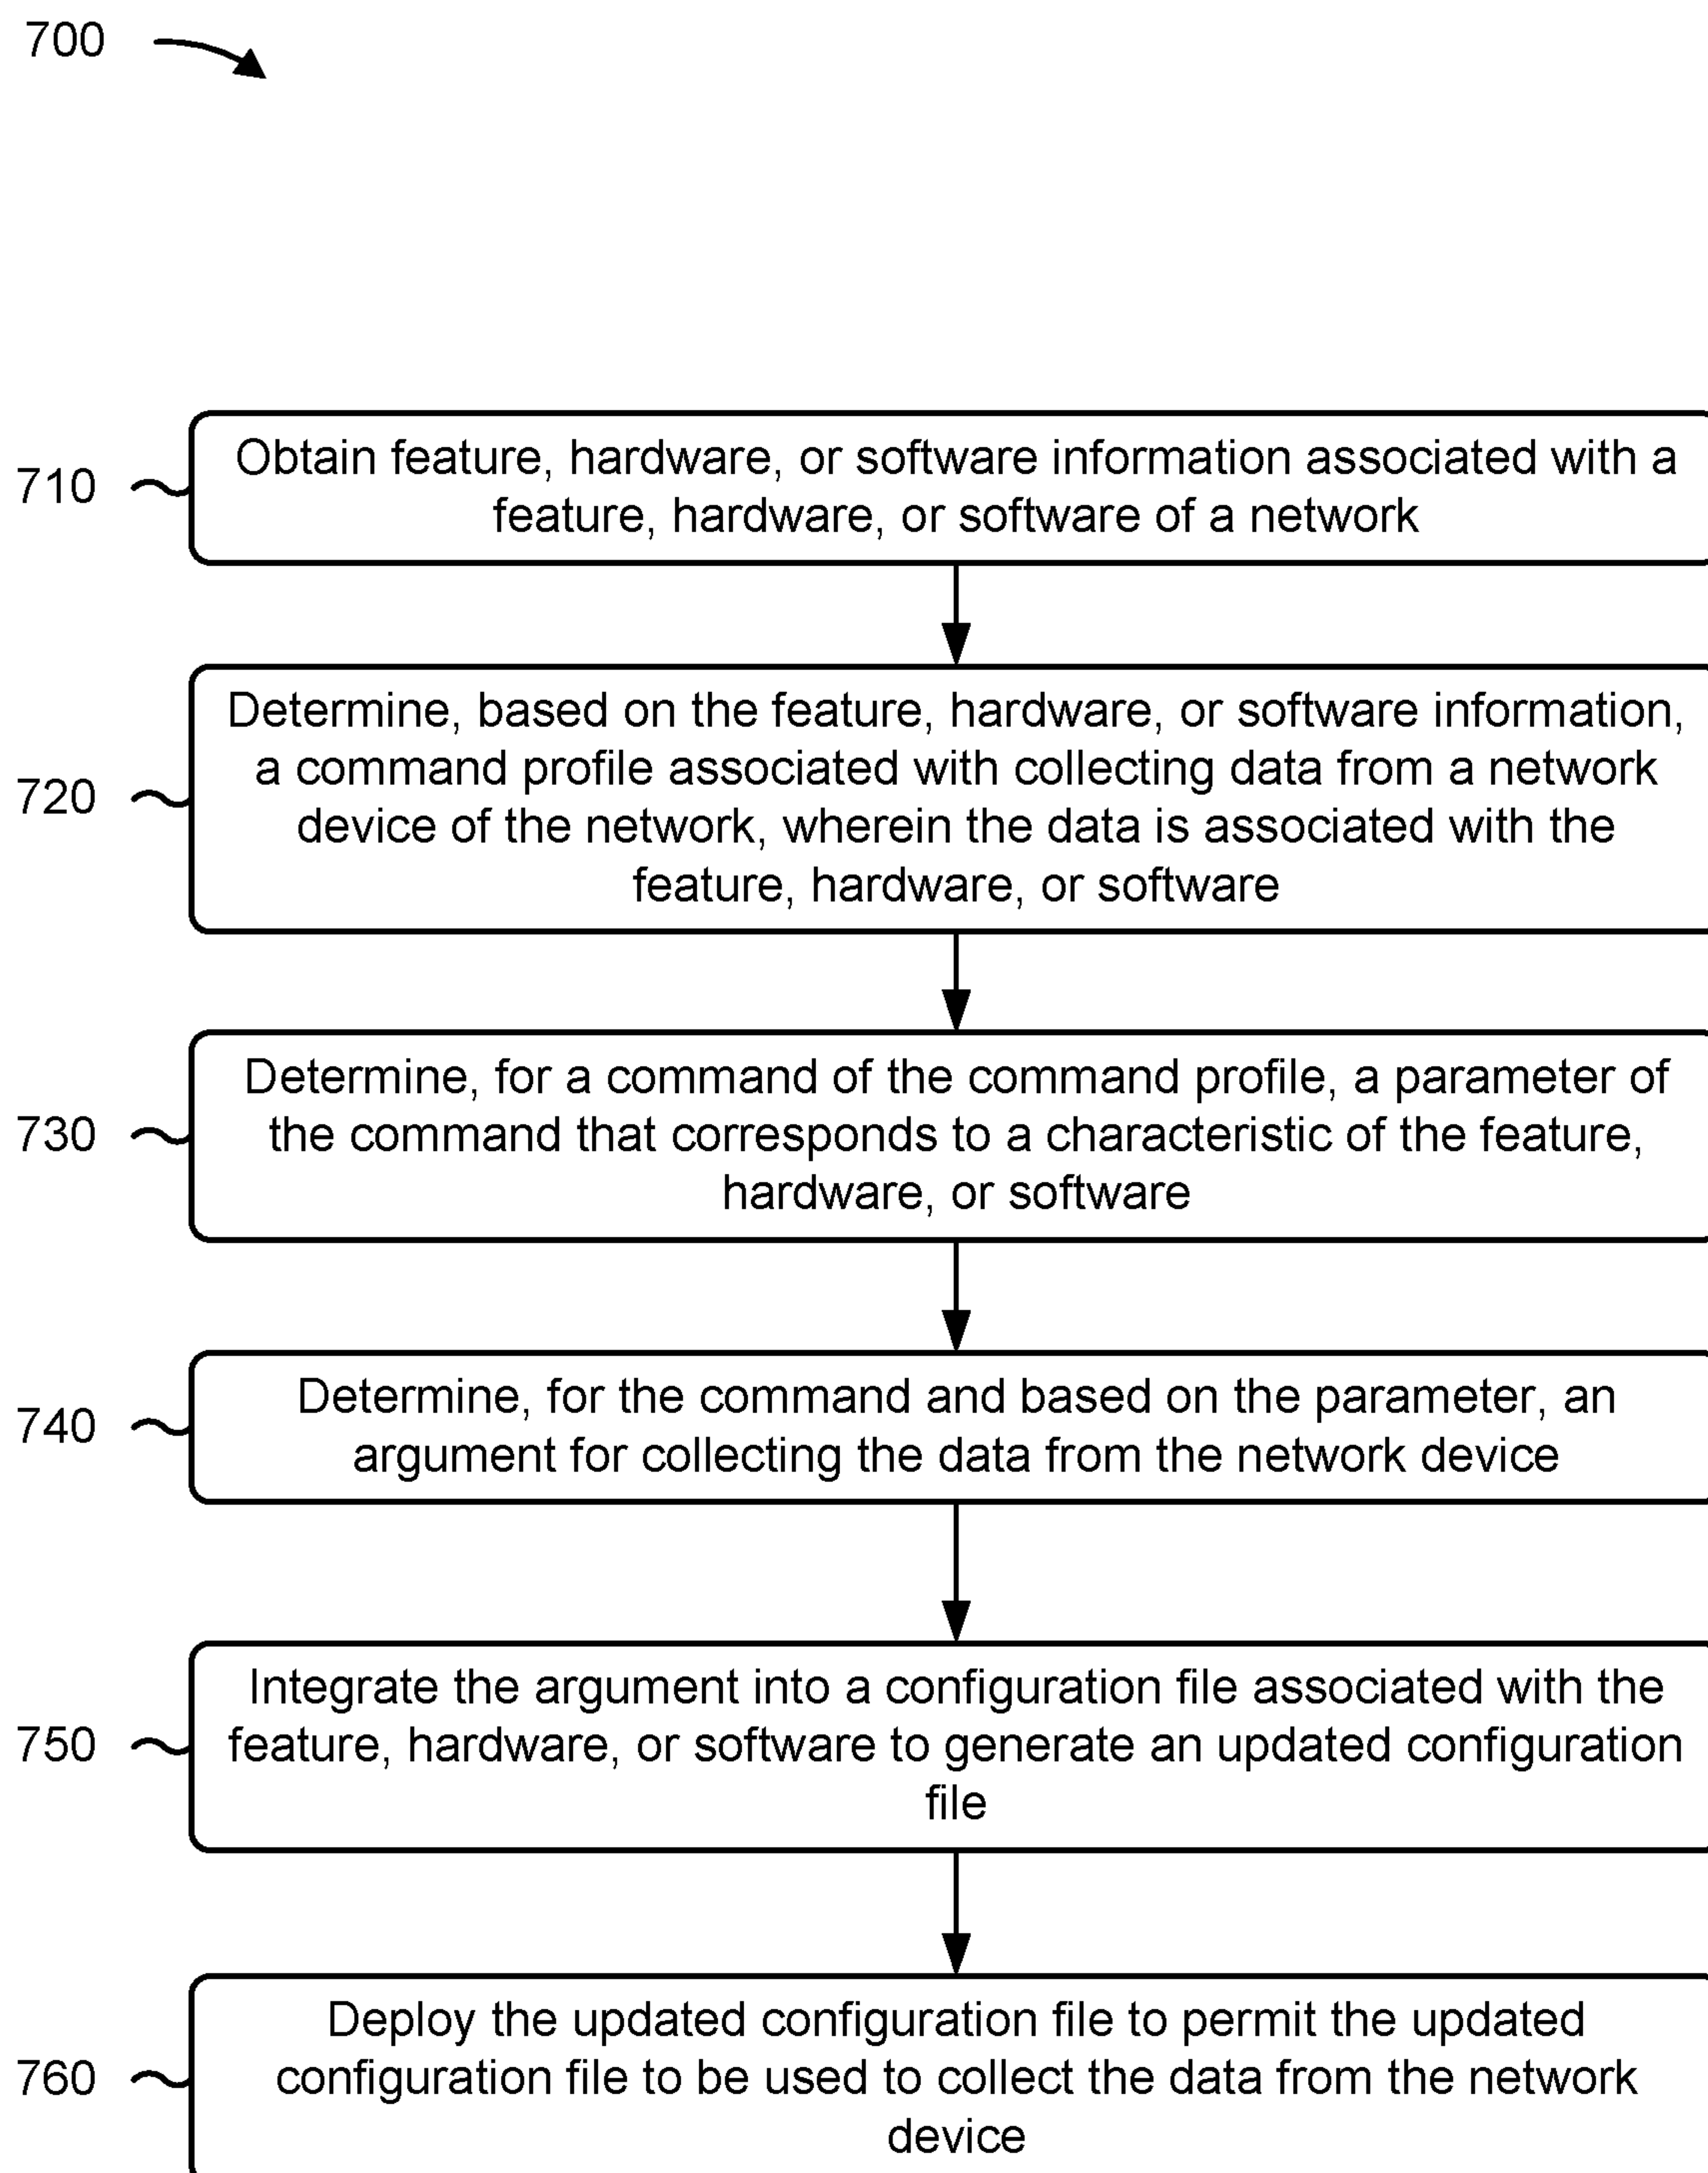 700
710
Obtain feature, hardware, or software information associated with a
feature, hardware, or software of a network
720
Determine, based on the feature, hardware, or software information,
a command profile associated with collecting data from a network
device of the network, wherein the data is associated with the
feature, hardware, or software
730
Determine, for a command of the command profile, a parameter of
the command that corresponds to a characteristic of the feature,
hardware, or software
740
Determine, for the command and based on the parameter, an
argument for collecting the data from the network device
750
Integrate the argument into a configuration file associated with the
feature, hardware, or software to generate an updated configuration
file
760
Deploy the updated configuration file to permit the updated
configuration file to be used to collect the data from the network
device